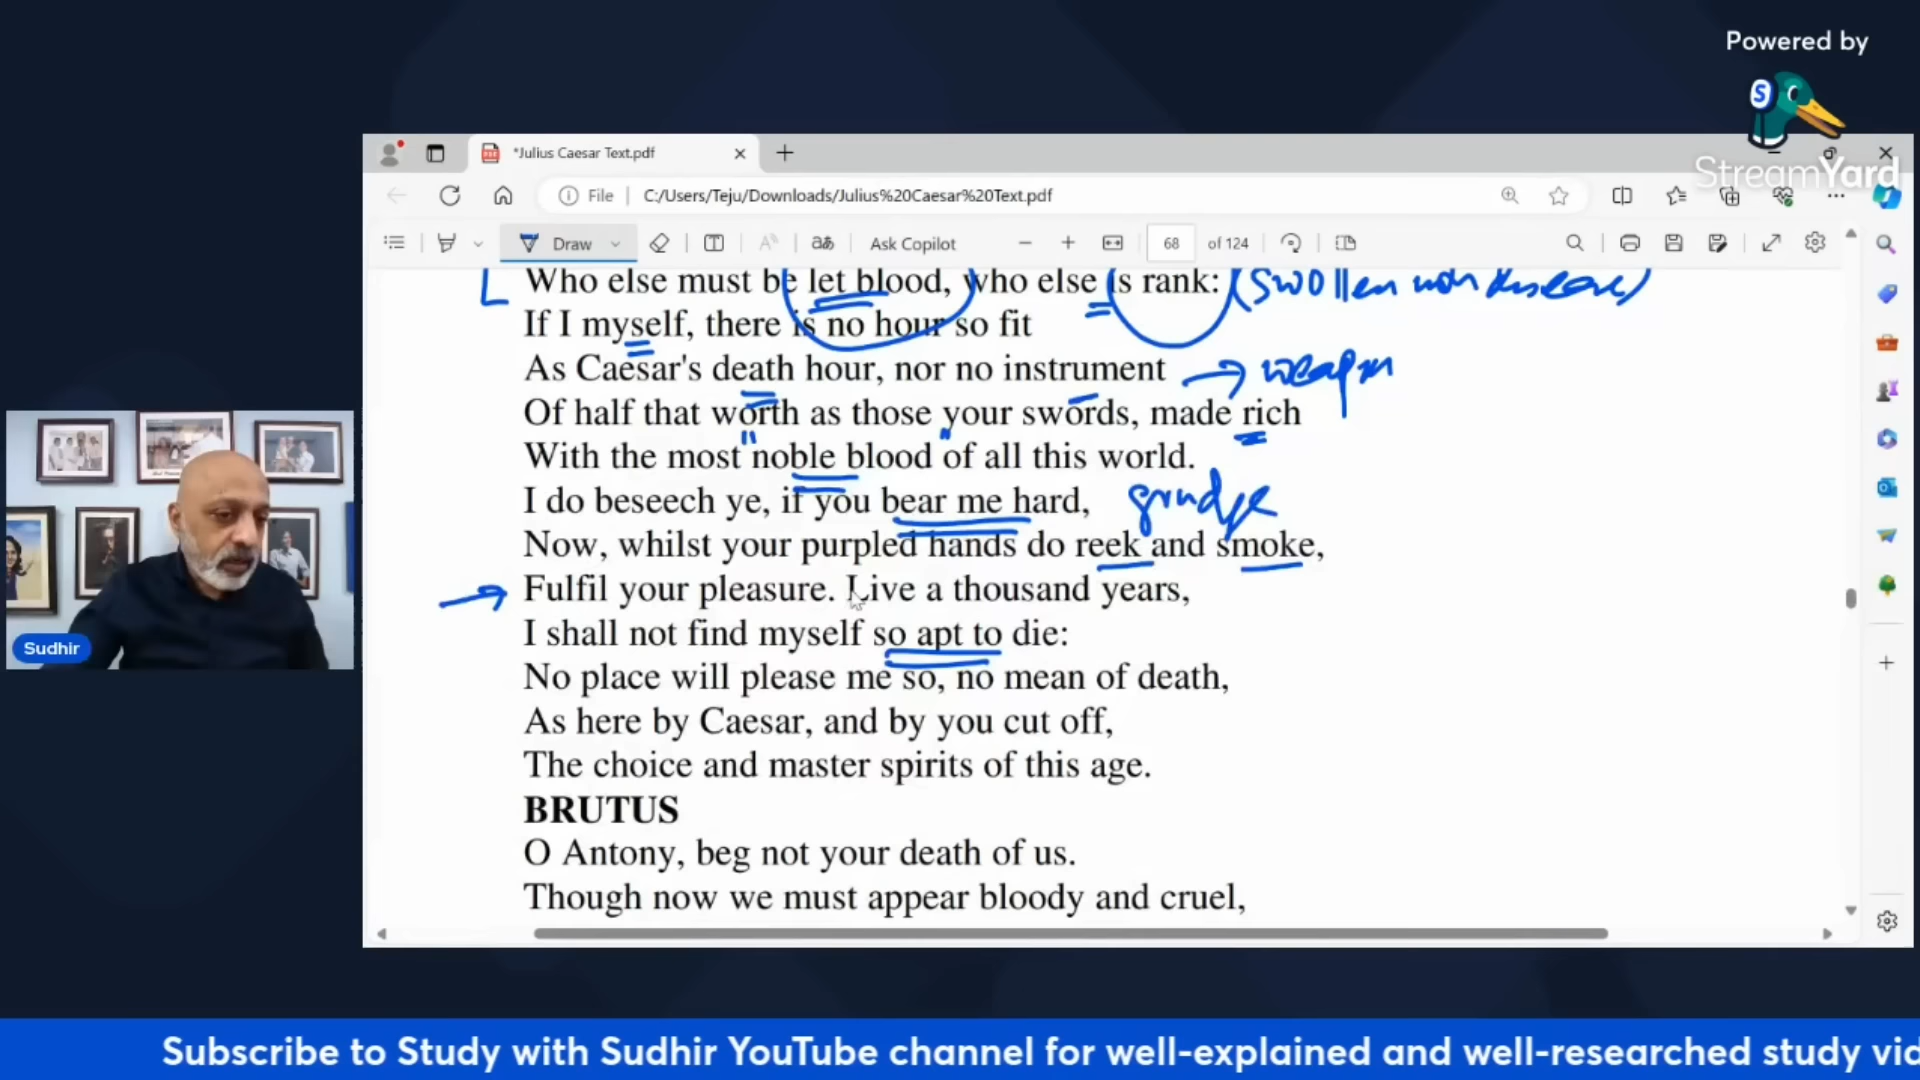 Powered by
StreamYard
*Julius Caesar Text.pdf
File
C:/Users/Teju/Downloads/Julius%20Caesar%20Text.pdf
Draw
Ask Copilot
68 of 124
Who else must be let blood, who else is rank: (swollen with disease)
If I myself, there is no hour so fit
As Caesar's death hour, nor no instrument → weapon
Of half that worth as those your swords, made rich
With the most noble blood of all this world.
I do beseech ye, if you bear me hard, grudge
Now, whilst your purpled hands do reek and smoke,
Fulfil your pleasure. Live a thousand years,
I shall not find myself so apt to die:
No place will please me so, no mean of death,
As here by Caesar, and by you cut off,
The choice and master spirits of this age.
BRUTUS
O Antony, beg not your death of us.
Though now we must appear bloody and cruel,
Sudhir
Subscribe to Study with Sudhir YouTube channel for well-explained and well-researched study vid